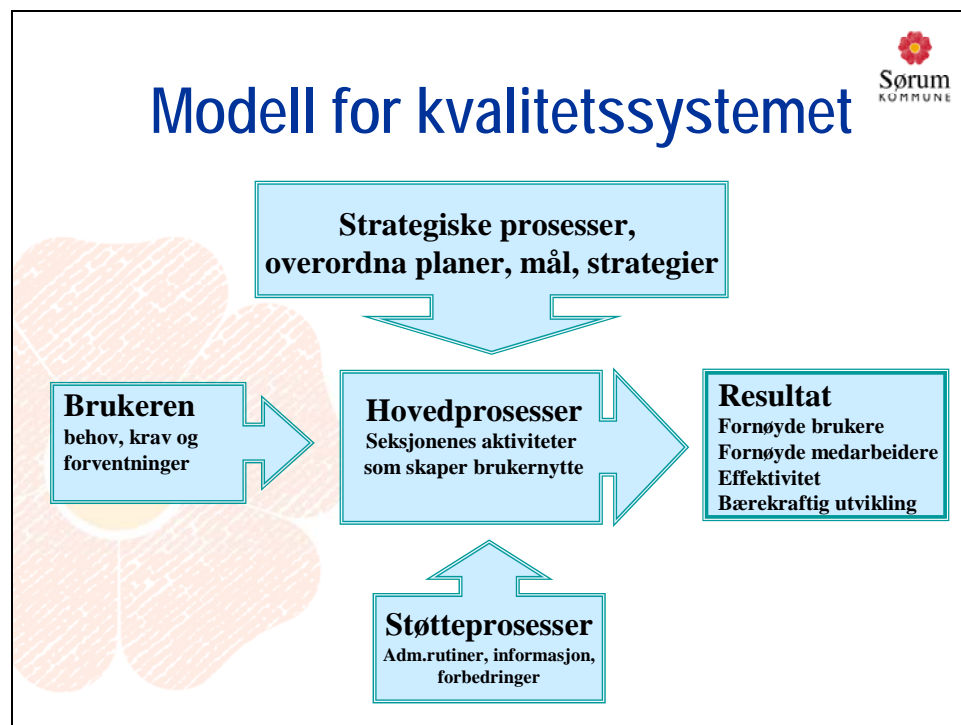 Sørum
KOMMUNE
Modell for kvalitetssystemet
Strategiske prosesser,
overordna planer, mål, strategier
Brukeren
behov, krav og
forventninger
Hovedprosesser
Seksjonenes aktiviteter
som skaper brukernytte
Resultat
Fornøyde brukere
Fornøyde medarbeidere
Effektivitet
Bærekraftig utvikling
Støtteprosesser
Adm.rutiner, informasjon,
forbedringer